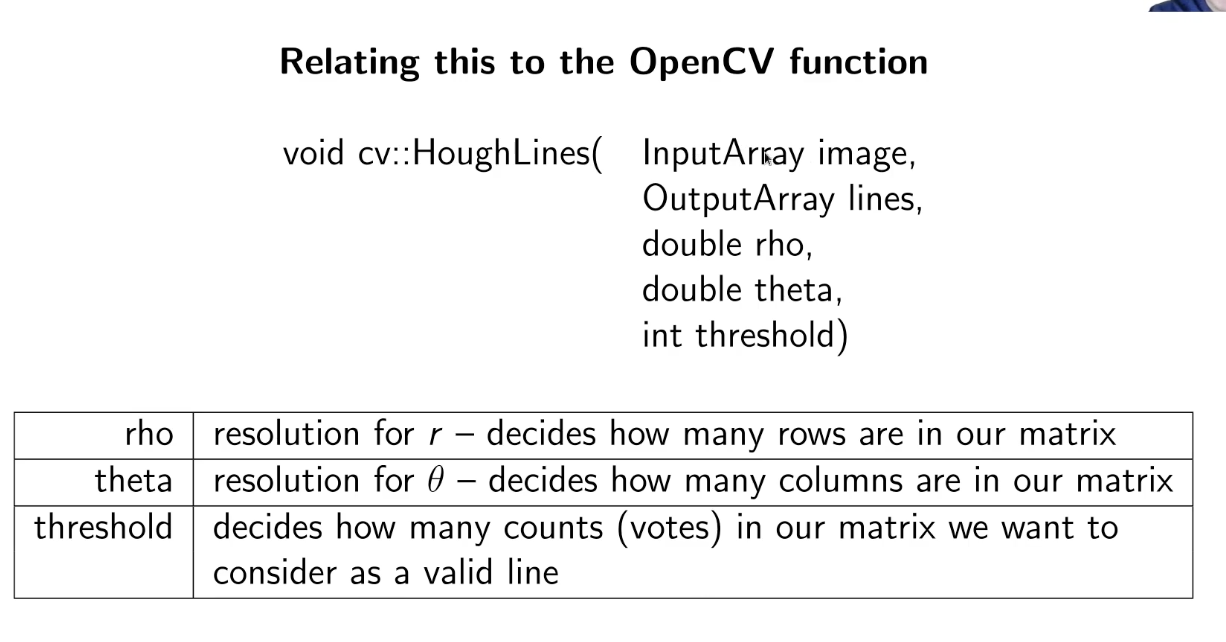 Relating this to the OpenCV function
void cv::HoughLines( InputArray image,
OutputArray lines,
double rho,
double theta,
int threshold)
rho resolution for r – decides how many rows are in our matrix
theta resolution for θ – decides how many columns are in our matrix
threshold decides how many counts (votes) in our matrix we want to
consider as a valid line